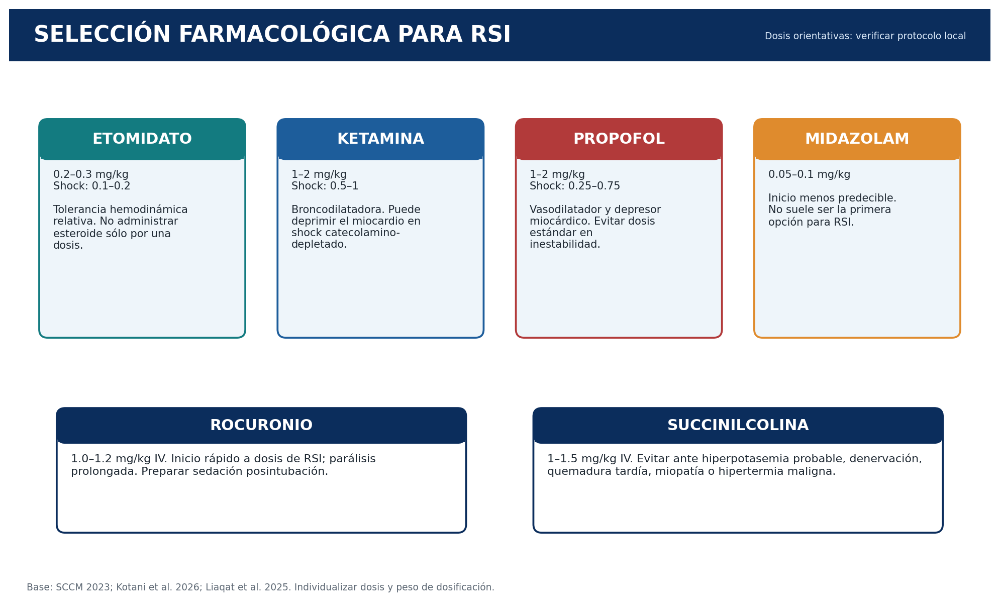 SELECCIÓN FARMACOLÓGICA PARA RSI
Dosis orientativas: verificar protocolo local
ETOMIDATO
0.2–0.3 mg/kg
Shock: 0.1–0.2
Tolerancia hemodinámica
relativa. No administrar
esteroide sólo por una
dosis.
KETAMINA
1–2 mg/kg
Shock: 0.5–1
Broncodilatadora. Puede
deprimir el miocardio en
shock catecolamino-
depletado.
PROPOFOL
1–2 mg/kg
Shock: 0.25–0.75
Vasodilatador y depresor
miocárdico. Evitar dosis
estándar en
inestabilidad.
MIDAZOLAM
0.05–0.1 mg/kg
Inicio menos predecible.
No suele ser la primera
opción para RSI.
ROCURONIO
1.0–1.2 mg/kg IV. Inicio rápido a dosis de RSI; parálisis
prolongada. Preparar sedación posintubación.
SUCCINILCOLINA
1–1.5 mg/kg IV. Evitar ante hiperpotasemia probable, denervación,
quemadura tardía, miopatía o hipertermia maligna.
Base: SCCM 2023; Kotani et al. 2026; Liaqat et al. 2025. Individualizar dosis y peso de dosificación.